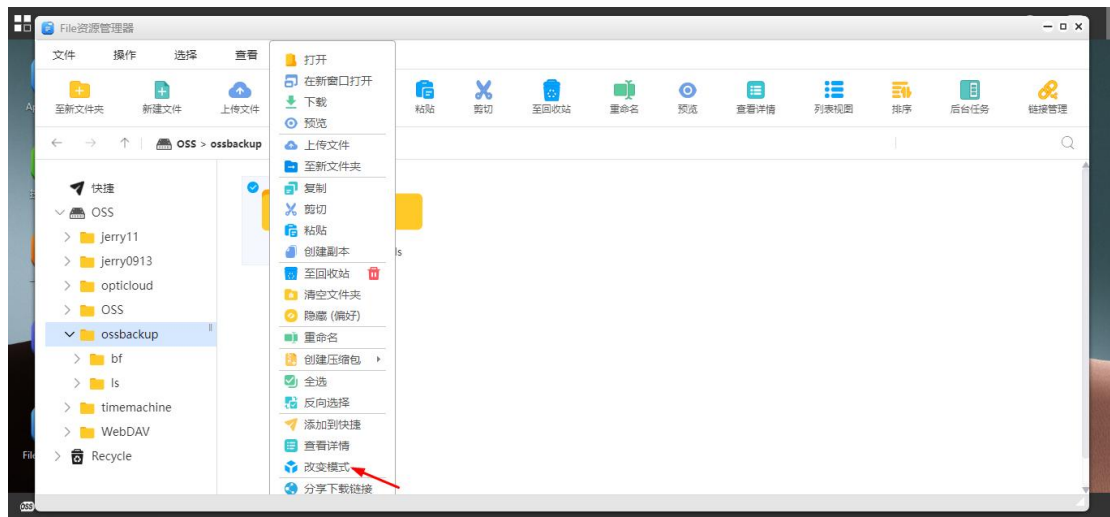 File资源管理器
文件 操作 选择 查看
至新文件夹 新建文件 上传文件 粘贴 剪切 至回收站 重命名 预览 查看详情 列表视图 排序 后台任务 链接管理
OSS > ossbackup
快捷
OSS
jerry11
jerry0913
opticloud
OSS
ossbackup
bf
ls
timemachine
WebDAV
Recycle
ls
打开
在新窗口打开
下载
预览
上传文件
至新文件夹
复制
剪切
粘贴
创建副本
至回收站
清空文件夹
隐藏 (偏好)
重命名
创建压缩包
全选
反向选择
添加到快捷
查看详情
改变模式
分享下载链接